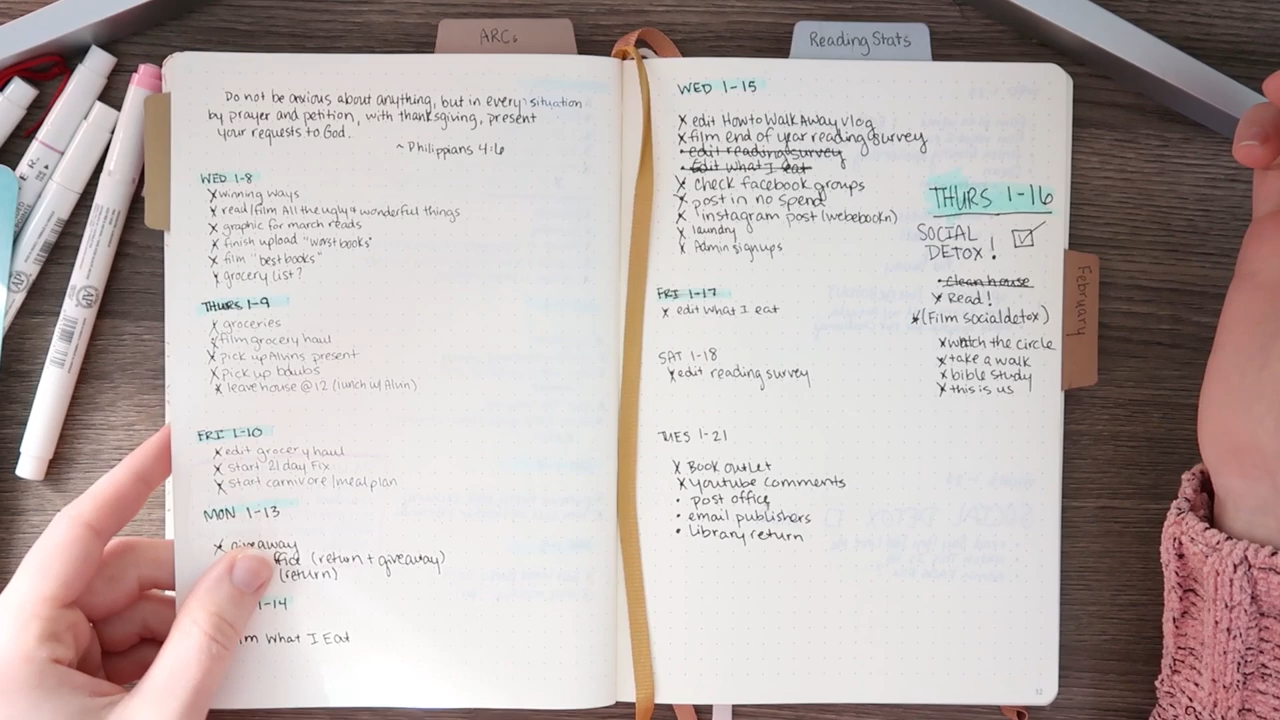 ARCs
Reading Stats
Do not be anxious about anything, but in every situation
by prayer and petition, with thanksgiving, present
your requests to God.
~Philippians 4:6
WED 1-8
x winning ways
x read/film All the ugly + wonderful things
x graphic for march reads
x finish upload "worst books"
x film "best books"
x grocery list?
THURS 1-9
x groceries
x film grocery haul
x pick up Alvins present
x pick up
x leave house @ 12 (lunch w/ Alvin)
FRI 1-10
x edit grocery haul
x start 21 day Fix
x start carnivore/mealplan
MON 1-13
x giveaway
(return + giveaway)
(return)
1-14
What I Eat
WED 1-15
x edit How to Walk Away vlog
x film end of year reading survey
• edit reading survey
• Edit what I eat
x check facebook groups
x post in no spend
x instagram post (webebookn)
x laundry
x Admin signups
FRI 1-17
x edit what I eat
SAT 1-18
x edit reading survey
TUES 1-21
x Book outlet
x Youtube comments
• post office
• email publishers
• library return
THURS 1-16
SOCIAL
DETOX!
• Clean house
x Read!
x (Film social detox)
x watch the circle
x take a walk
x bible study
x this is us
February
32